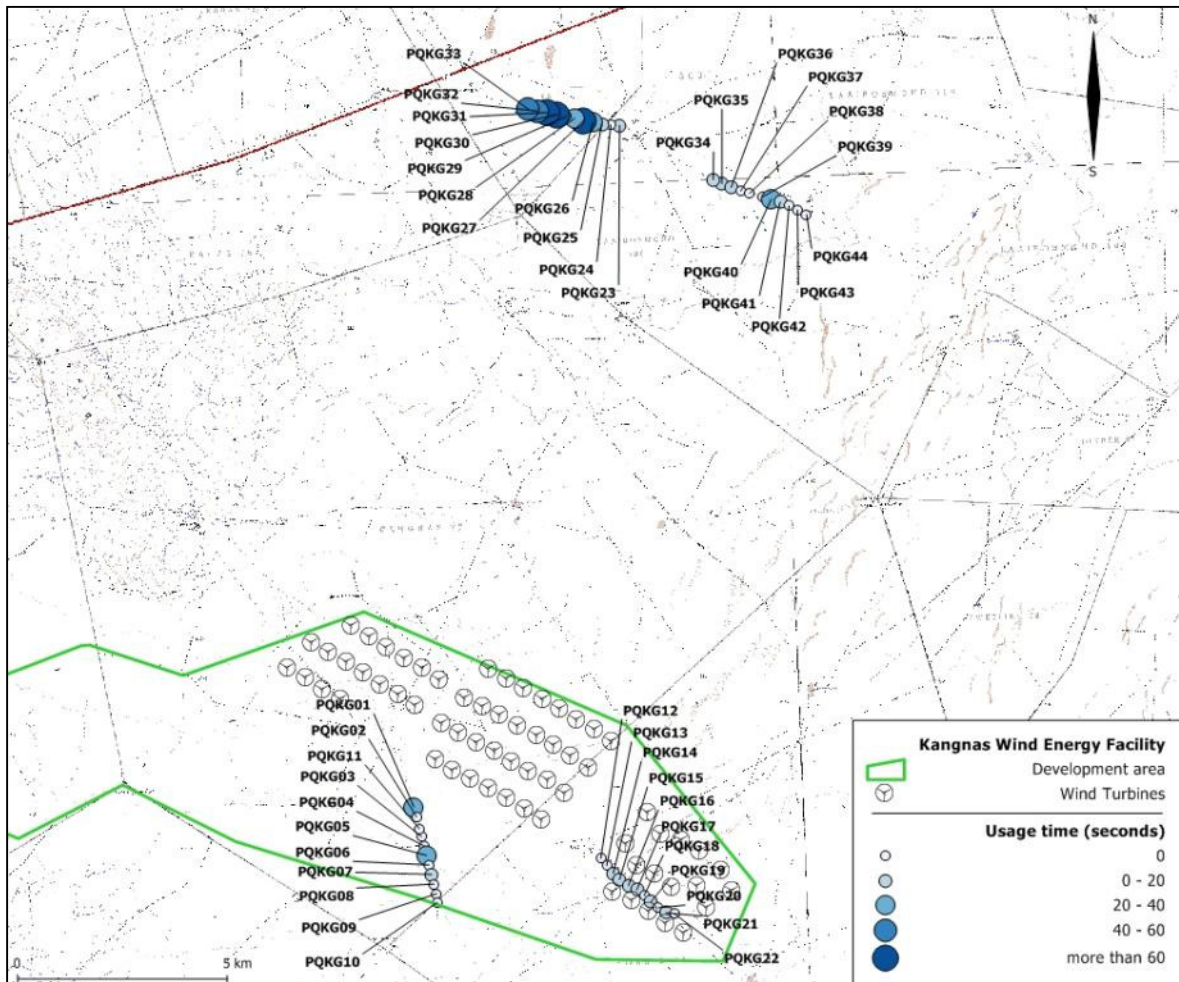 N
PQKG33
PQKG36
PQKG37
PQKG32
PQKG35
PQKG38
PQKG31
PQKG30
PQKG34
PQKG39
PQKG29
S
PQKG28
PQKG26
PQKG27
PQKG25
PQKG44
PQKG24
PQKG40
PQKG23
PQKG43
PQKG41
PQKG42
PQKG01
PQKG12
PQKG02
PQKG13
PQKG11
PQKG14
PQKG03
PQKG15
PQKG04
PQKG16
PQKG05
PQKG17
PQKG06
PQKG18
PQKG07
PQKG19
PQKG08
PQKG20
PQKG09
PQKG21
PQKG10
PQKG22
0 5 km
Kangnas Wind Energy Facility
Development area
Wind Turbines
Usage time (seconds)
0
0 - 20
20 - 40
40 - 60
more than 60